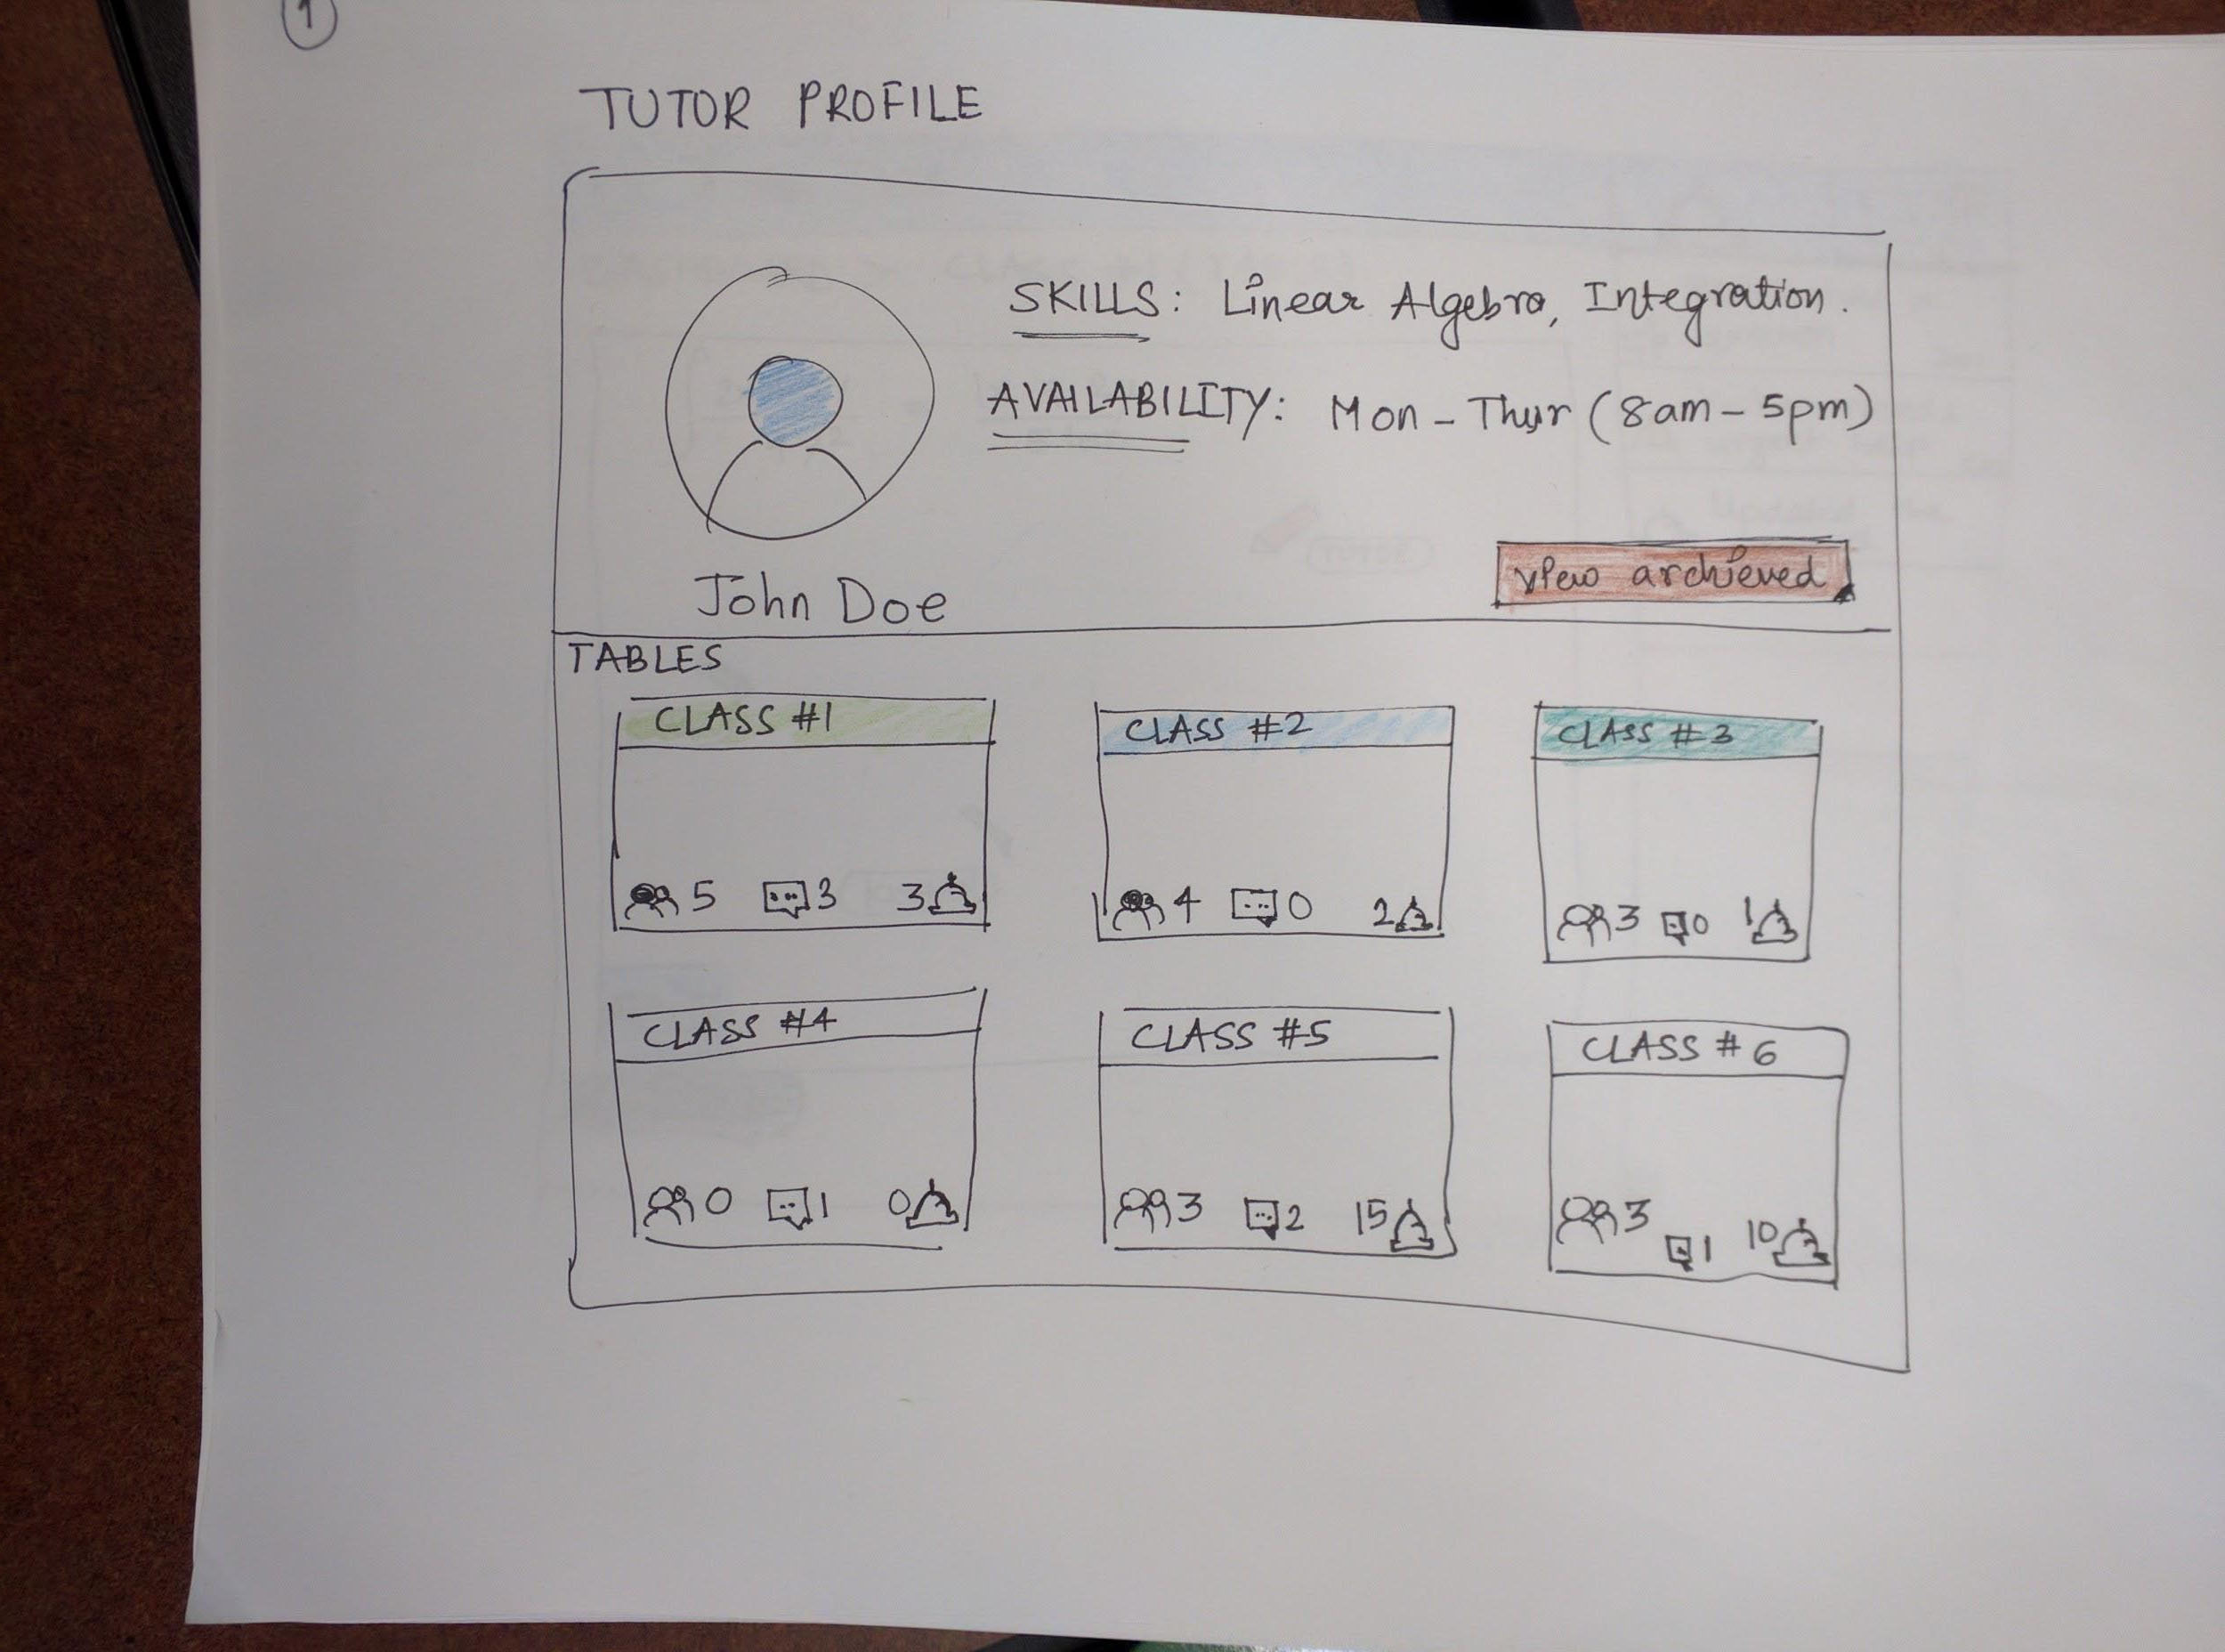 1
TUTOR PROFILE
SKILLS: Linear Algebra, Integration.
AVAILABILITY: Mon - Thur (8am - 5pm)
John Doe
view archieved
TABLES
CLASS #1
5 3 3
CLASS #2
4 0 2
CLASS #3
3 0 1
CLASS #4
0 1 0
CLASS #5
3 2 15
CLASS #6
3 1 10